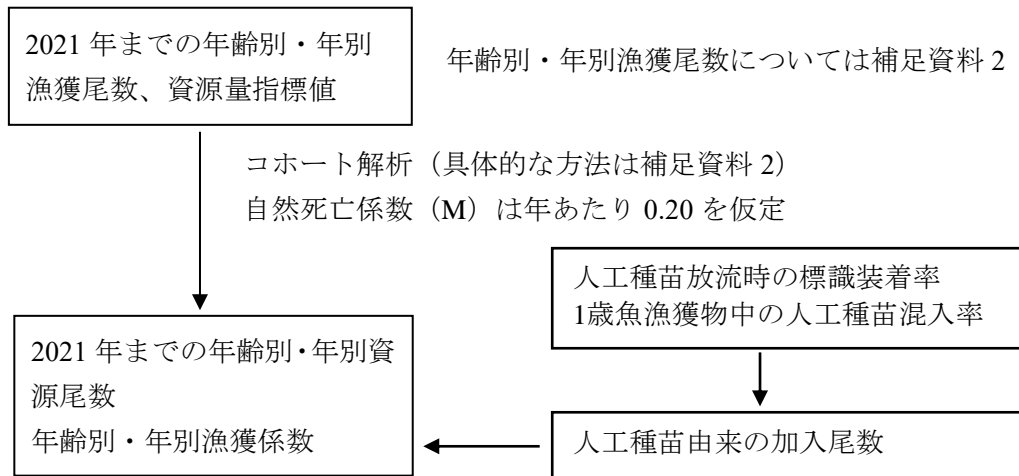 2021 年までの年齢別・年別
漁獲尾数、資源量指標値
年齢別・年別漁獲尾数については補足資料 2
コホート解析（具体的な方法は補足資料 2）
自然死亡係数（M）は年あたり 0.20 を仮定
人工種苗放流時の標識装着率
1歳魚漁獲物中の人工種苗混入率
2021 年までの年齢別・年別資
源尾数
年齢別・年別漁獲係数
人工種苗由来の加入尾数